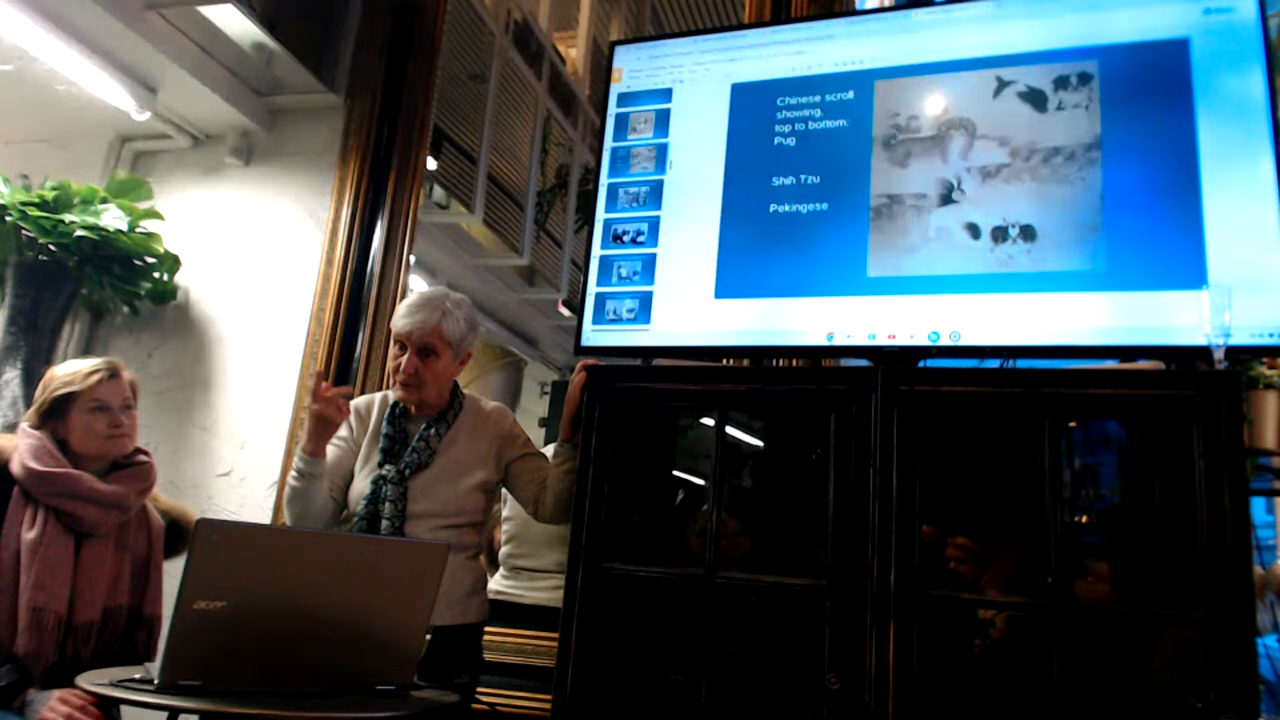 Chinese scroll
showing,
top to bottom:
Pug
Shih Tzu
Pekingese
acer